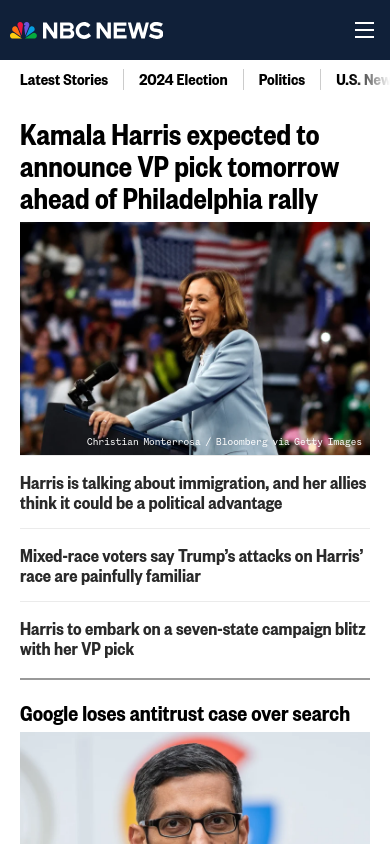 NBC NEWS
Latest Stories
2024 Election
Politics
U.S. New
Kamala Harris expected to
announce VP pick tomorrow
ahead of Philadelphia rally
Christian Monterrosa / Bloomberg via Getty Images
Harris is talking about immigration, and her allies
think it could be a political advantage
Mixed-race voters say Trump’s attacks on Harris’
race are painfully familiar
Harris to embark on a seven-state campaign blitz
with her VP pick
Google loses antitrust case over search